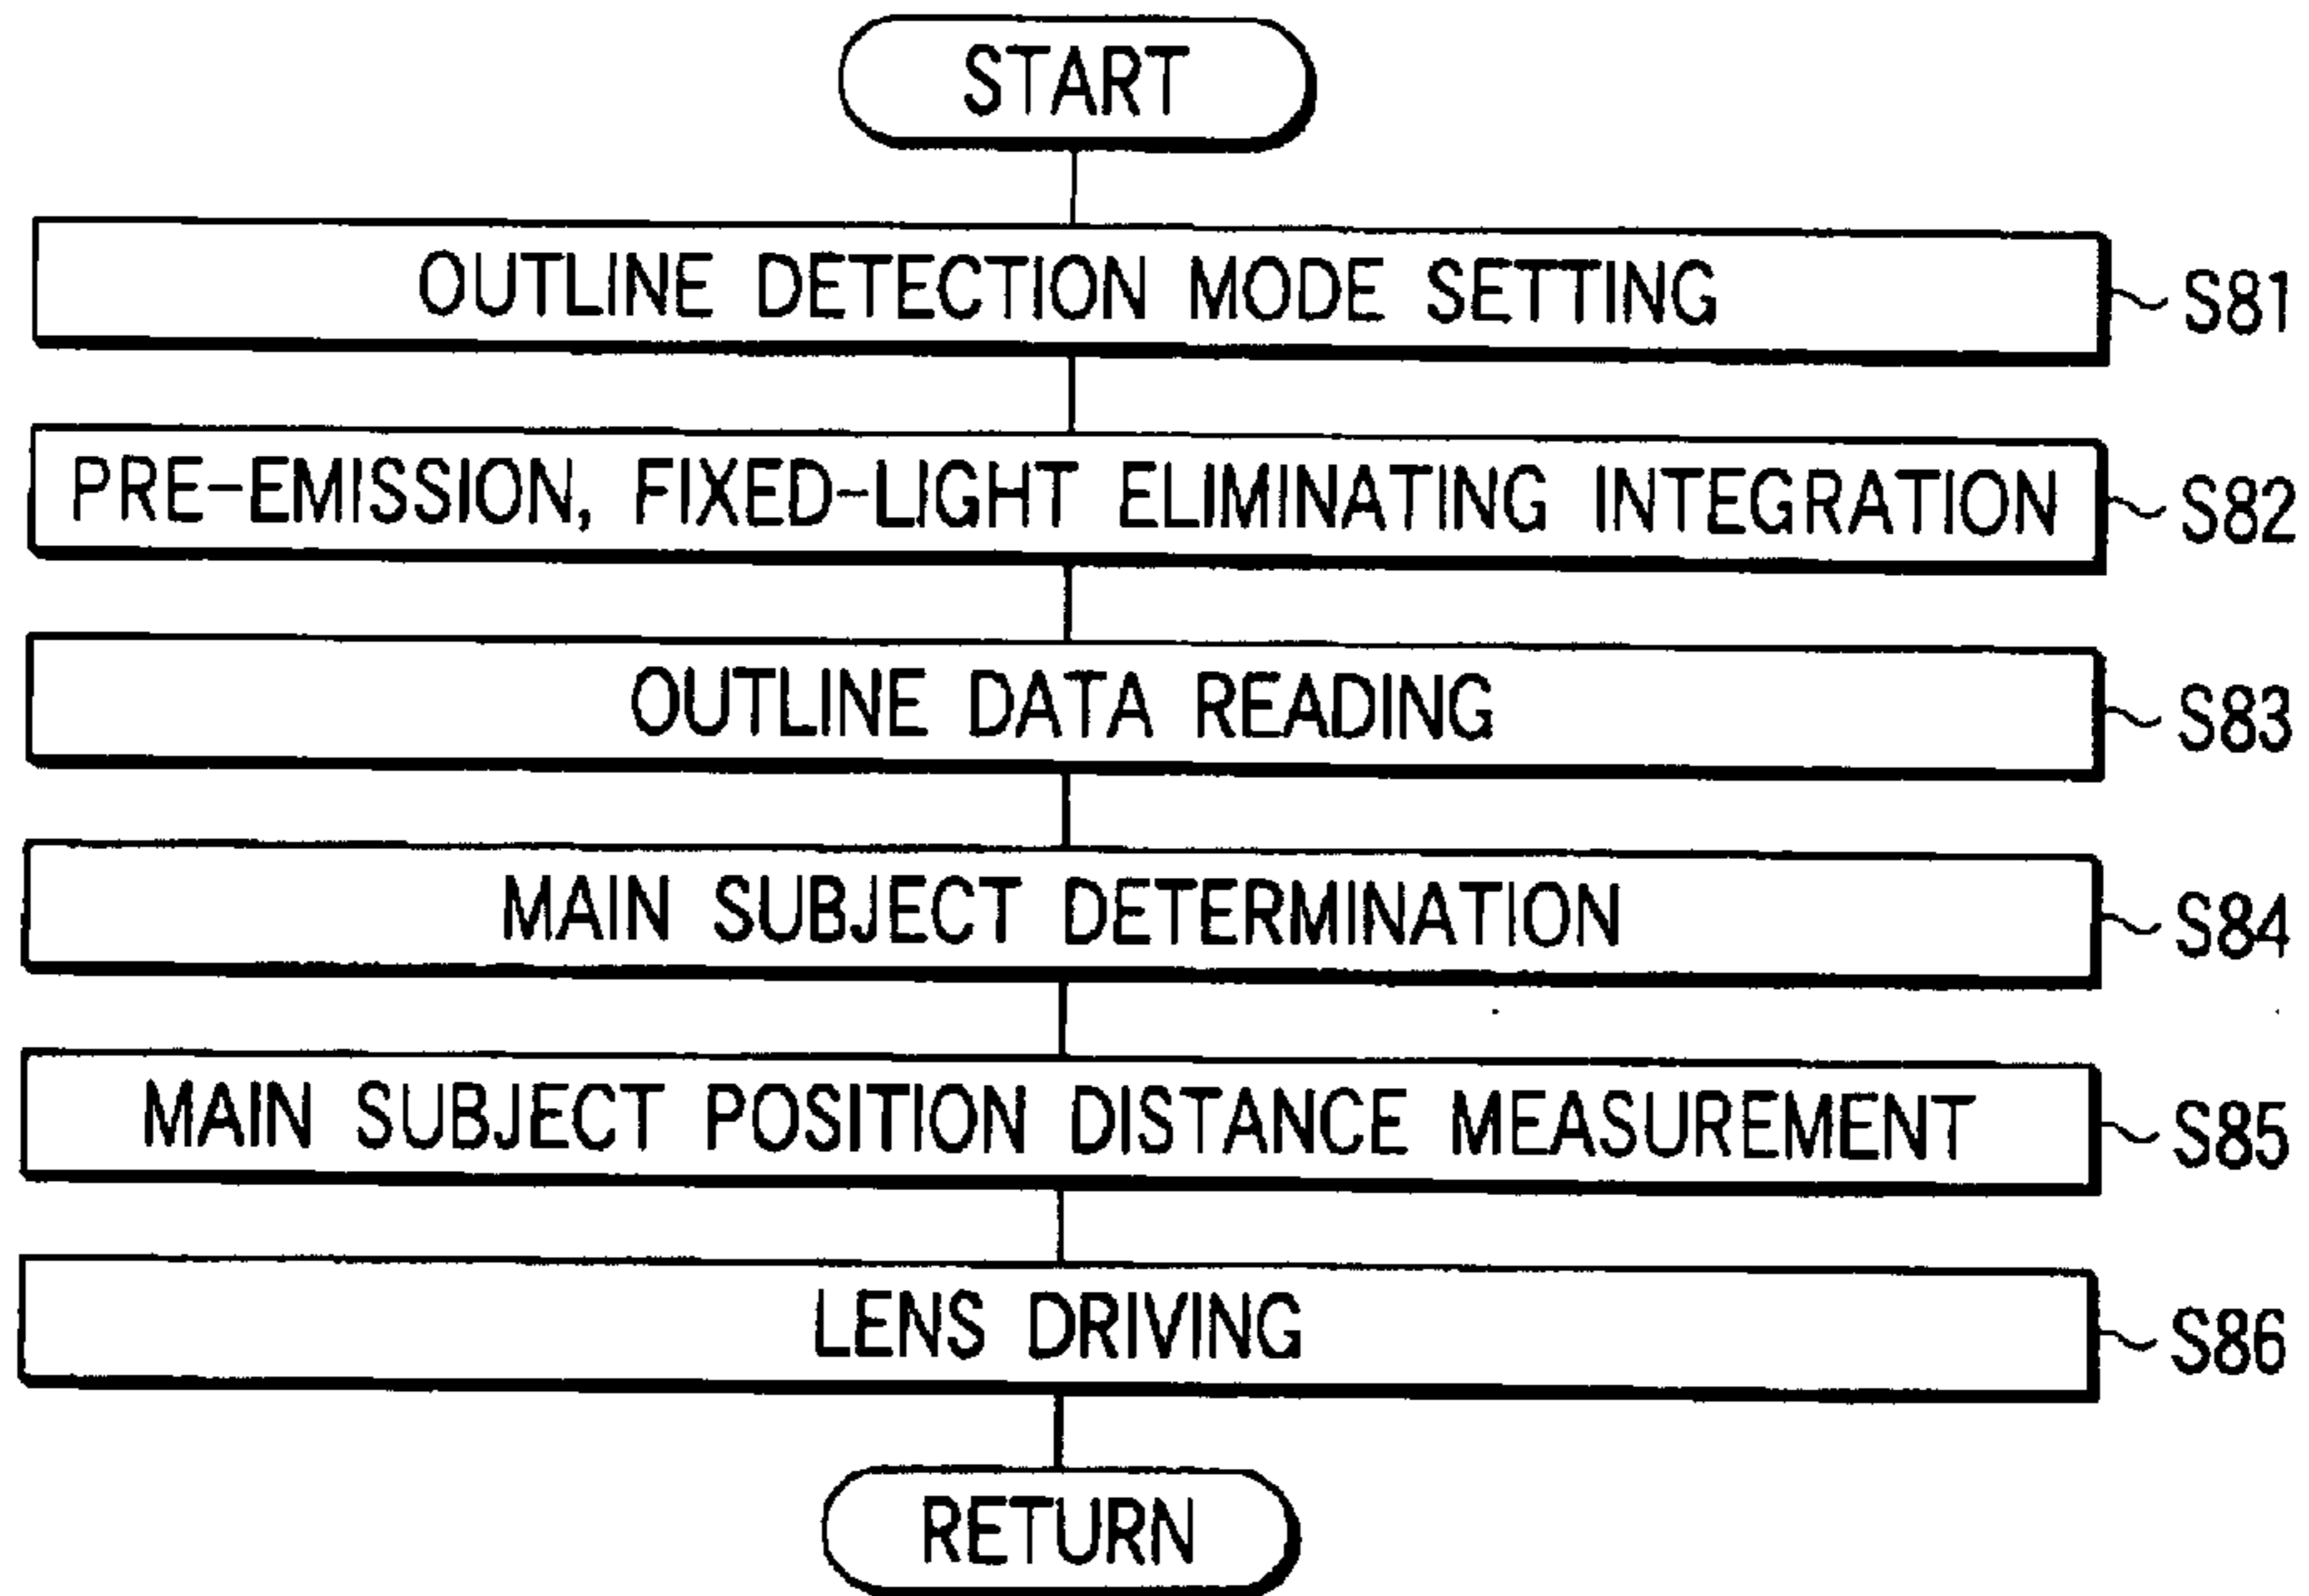 START
OUTLINE DETECTION MODE SETTING S81
PRE-EMISSION, FIXED-LIGHT ELIMINATING INTEGRATION S82
OUTLINE DATA READING S83
MAIN SUBJECT DETERMINATION S84
MAIN SUBJECT POSITION DISTANCE MEASUREMENT S85
LENS DRIVING S86
RETURN